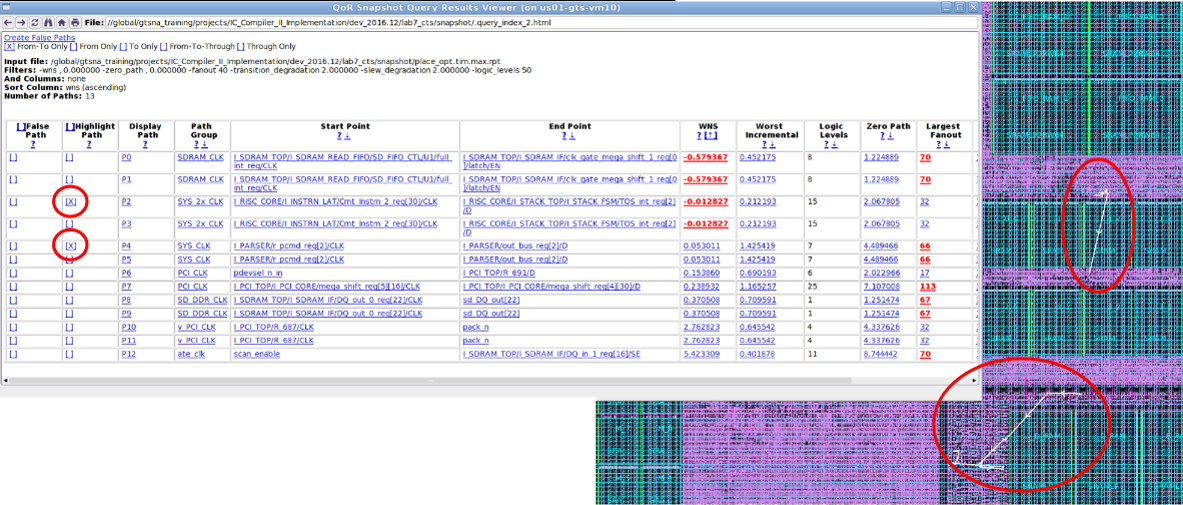 QoR Snapshot Query Results Viewer (on us01-gts-vm10)
File: //global/gtsna_training/projects/IC_Compiler_II_Implementation/dev_2016.12/lab7_cts/snapshot/.query_index_2.html
Create False Paths
[X] From-To Only [ ] From Only [ ] To Only [ ] From-To-Through [ ] Through Only
Input file: /global/gtsna_training/projects/IC_Compiler_II_Implementation/dev_2016.12/lab7_cts/snapshot/place_opt.tim.max.rpt
Filters: -wns , 0.000000 -zero_path , 0.000000 -fanout 40 -transition_degradation 2.000000 -slew_degradation 2.000000 -logic_levels 50
And Columns: none
Sort Column: wns (ascending)
Number of Paths: 13
[ ]False Path ? [ ]Highlight Path ? Display Path Path Group ? ↓ Start Point ? ↓ End Point ? ↓ WNS ? [↑] Worst Incremental ? ↓ Logic Levels ? ↓ Zero Path ? ↓ Largest Fanout ? ↓
[ ] [ ] P0 SDRAM_CLK I_SDRAM_TOP/I_SDRAM_READ_FIFO/SD_FIFO_CTL/U1/full_int_reg/CLK I_SDRAM_TOP/I_SDRAM_IF/clk_gate_mega_shift_1_reg[0]/latch/EN -0.579367 0.452175 8 1.224889 70
[ ] [ ] P1 SDRAM_CLK I_SDRAM_TOP/I_SDRAM_READ_FIFO/SD_FIFO_CTL/U1/full_int_reg/CLK I_SDRAM_TOP/I_SDRAM_IF/clk_gate_mega_shift_1_reg[0]/latch/EN -0.579367 0.452175 8 1.224889 70
[ ] [X] P2 SYS_2x_CLK I_RISC_CORE/I_INSTRN_LAT/Crnt_Instrn_2_reg[30]/CLK I_RISC_CORE/I_STACK_TOP/I_STACK_FSM/TOS_int_reg[2]/D -0.012827 0.212193 15 2.067805 32
[ ] [ ] P3 SYS_2x_CLK I_RISC_CORE/I_INSTRN_LAT/Crnt_Instrn_2_reg[30]/CLK I_RISC_CORE/I_STACK_TOP/I_STACK_FSM/TOS_int_reg[2]/D -0.012827 0.212193 15 2.067805 32
[ ] [X] P4 SYS_CLK I_PARSER/r_pcmd_reg[2]/CLK I_PARSER/out_bus_reg[2]/D 0.053011 1.425419 7 4.489466 66
[ ] [ ] P5 SYS_CLK I_PARSER/r_pcmd_reg[2]/CLK I_PARSER/out_bus_reg[2]/D 0.053011 1.425419 7 4.489466 66
[ ] [ ] P6 PCI_CLK pdevsel_n_in I_PCI_TOP/R_691/D 0.153860 0.690193 6 2.022966 17
[ ] [ ] P7 PCI_CLK I_PCI_TOP/I_PCI_CORE/mega_shift_reg[5][16]/CLK I_PCI_TOP/I_PCI_CORE/mega_shift_reg[4][30]/D 0.238932 1.165257 25 7.107008 113
[ ] [ ] P8 SD_DDR_CLK I_SDRAM_TOP/I_SDRAM_IF/DQ_out_0_reg[22]/CLK sd_DQ_out[22] 0.370508 0.709591 1 1.251474 67
[ ] [ ] P9 SD_DDR_CLK I_SDRAM_TOP/I_SDRAM_IF/DQ_out_0_reg[22]/CLK sd_DQ_out[22] 0.370508 0.709591 1 1.251474 67
[ ] [ ] P10 v_PCI_CLK I_PCI_TOP/R_687/CLK pack_n 2.762823 0.645542 4 4.337626 32
[ ] [ ] P11 v_PCI_CLK I_PCI_TOP/R_687/CLK pack_n 2.762823 0.645542 4 4.337626 32
[ ] [ ] P12 ate_clk scan_enable I_SDRAM_TOP/I_SDRAM_IF/DQ_in_1_reg[16]/SE 5.423309 0.401878 11 8.744442 70